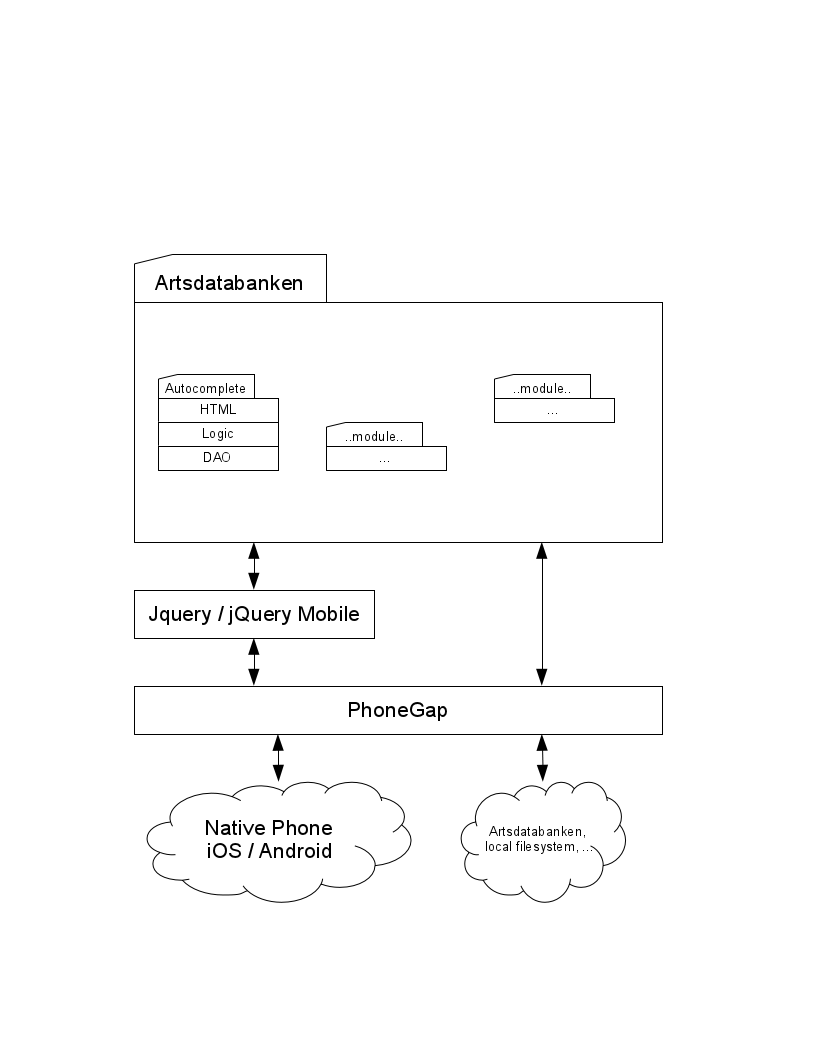 Artsdatabanken
Autocomplete
HTML
Logic
DAO
..module..
...
..module..
...
Jquery / jQuery Mobile
PhoneGap
Native Phone
iOS / Android
Artsdatabanken,
local filesystem, ...